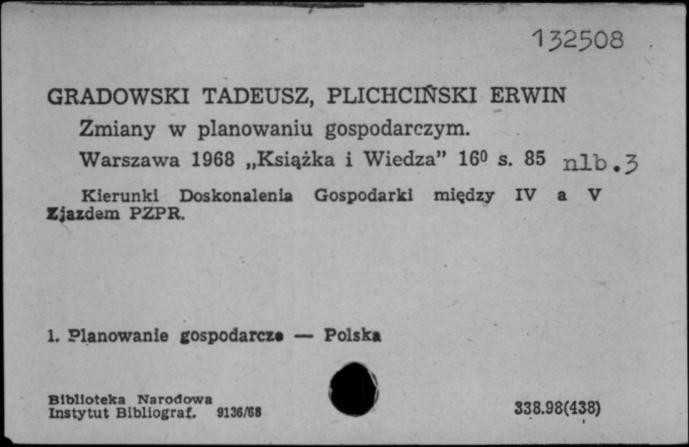 132508
GRADOWSKI TADEUSZ, PLICHCIŃSKI ERWIN
Zmiany w planowaniu gospodarczym.
Warszawa 1968 „Książka i Wiedza” 16⁰ s. 85 nlb.3
Kierunki Doskonalenia Gospodarki między IV a V
Zjazdem PZPR.
1. Planowanie gospodarcze — Polska
Biblioteka Narodowa
Instytut Bibliograf. 9136/68
338.98(438)